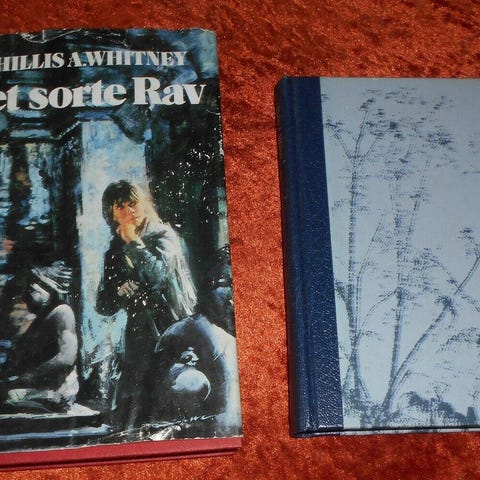 HILLIS A. WHITNEY
et sorte Rav